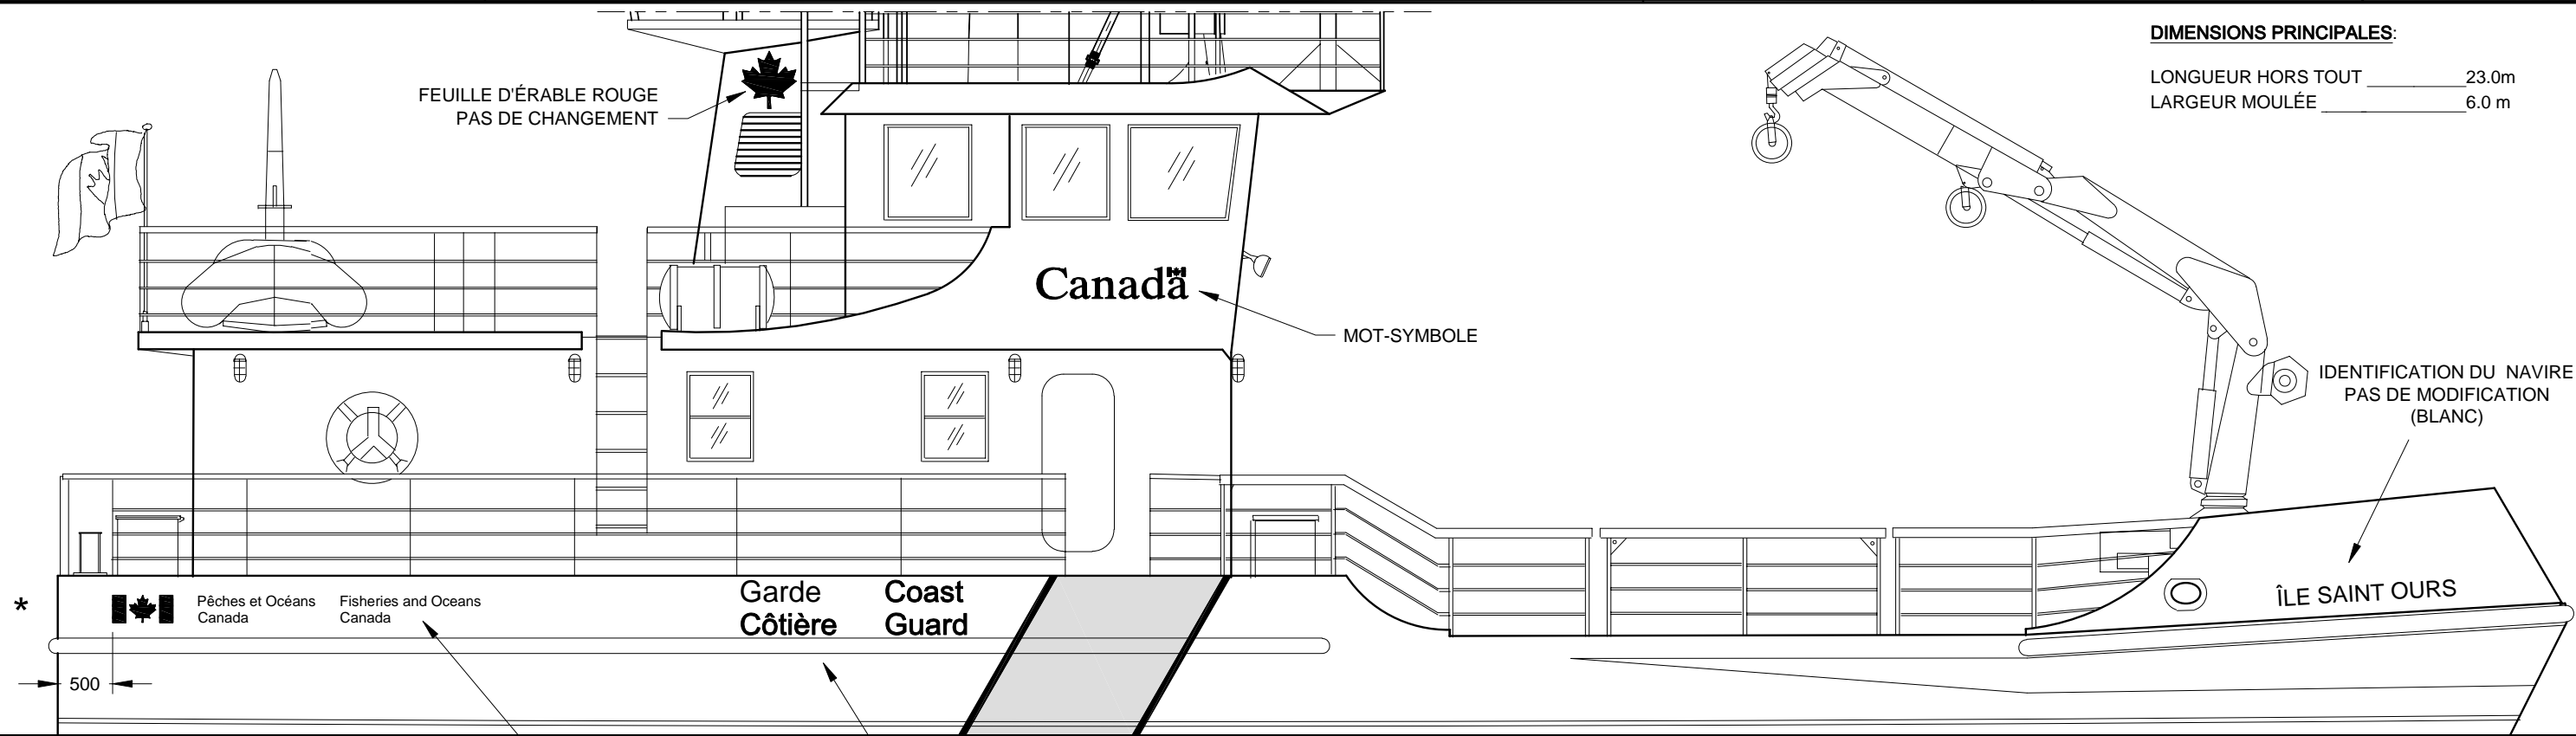 DIMENSIONS PRINCIPALES:
LONGUEUR HORS TOUT 23.0m
LARGEUR MOULÉE 6.0 m
FEUILLE D'ÉRABLE ROUGE
PAS DE CHANGEMENT
Canada
MOT-SYMBOLE
IDENTIFICATION DU NAVIRE
PAS DE MODIFICATION
(BLANC)
*
Pêches et Océans
Canada
Fisheries and Oceans
Canada
Garde
Côtière
Coast
Guard
ÎLE SAINT OURS
500